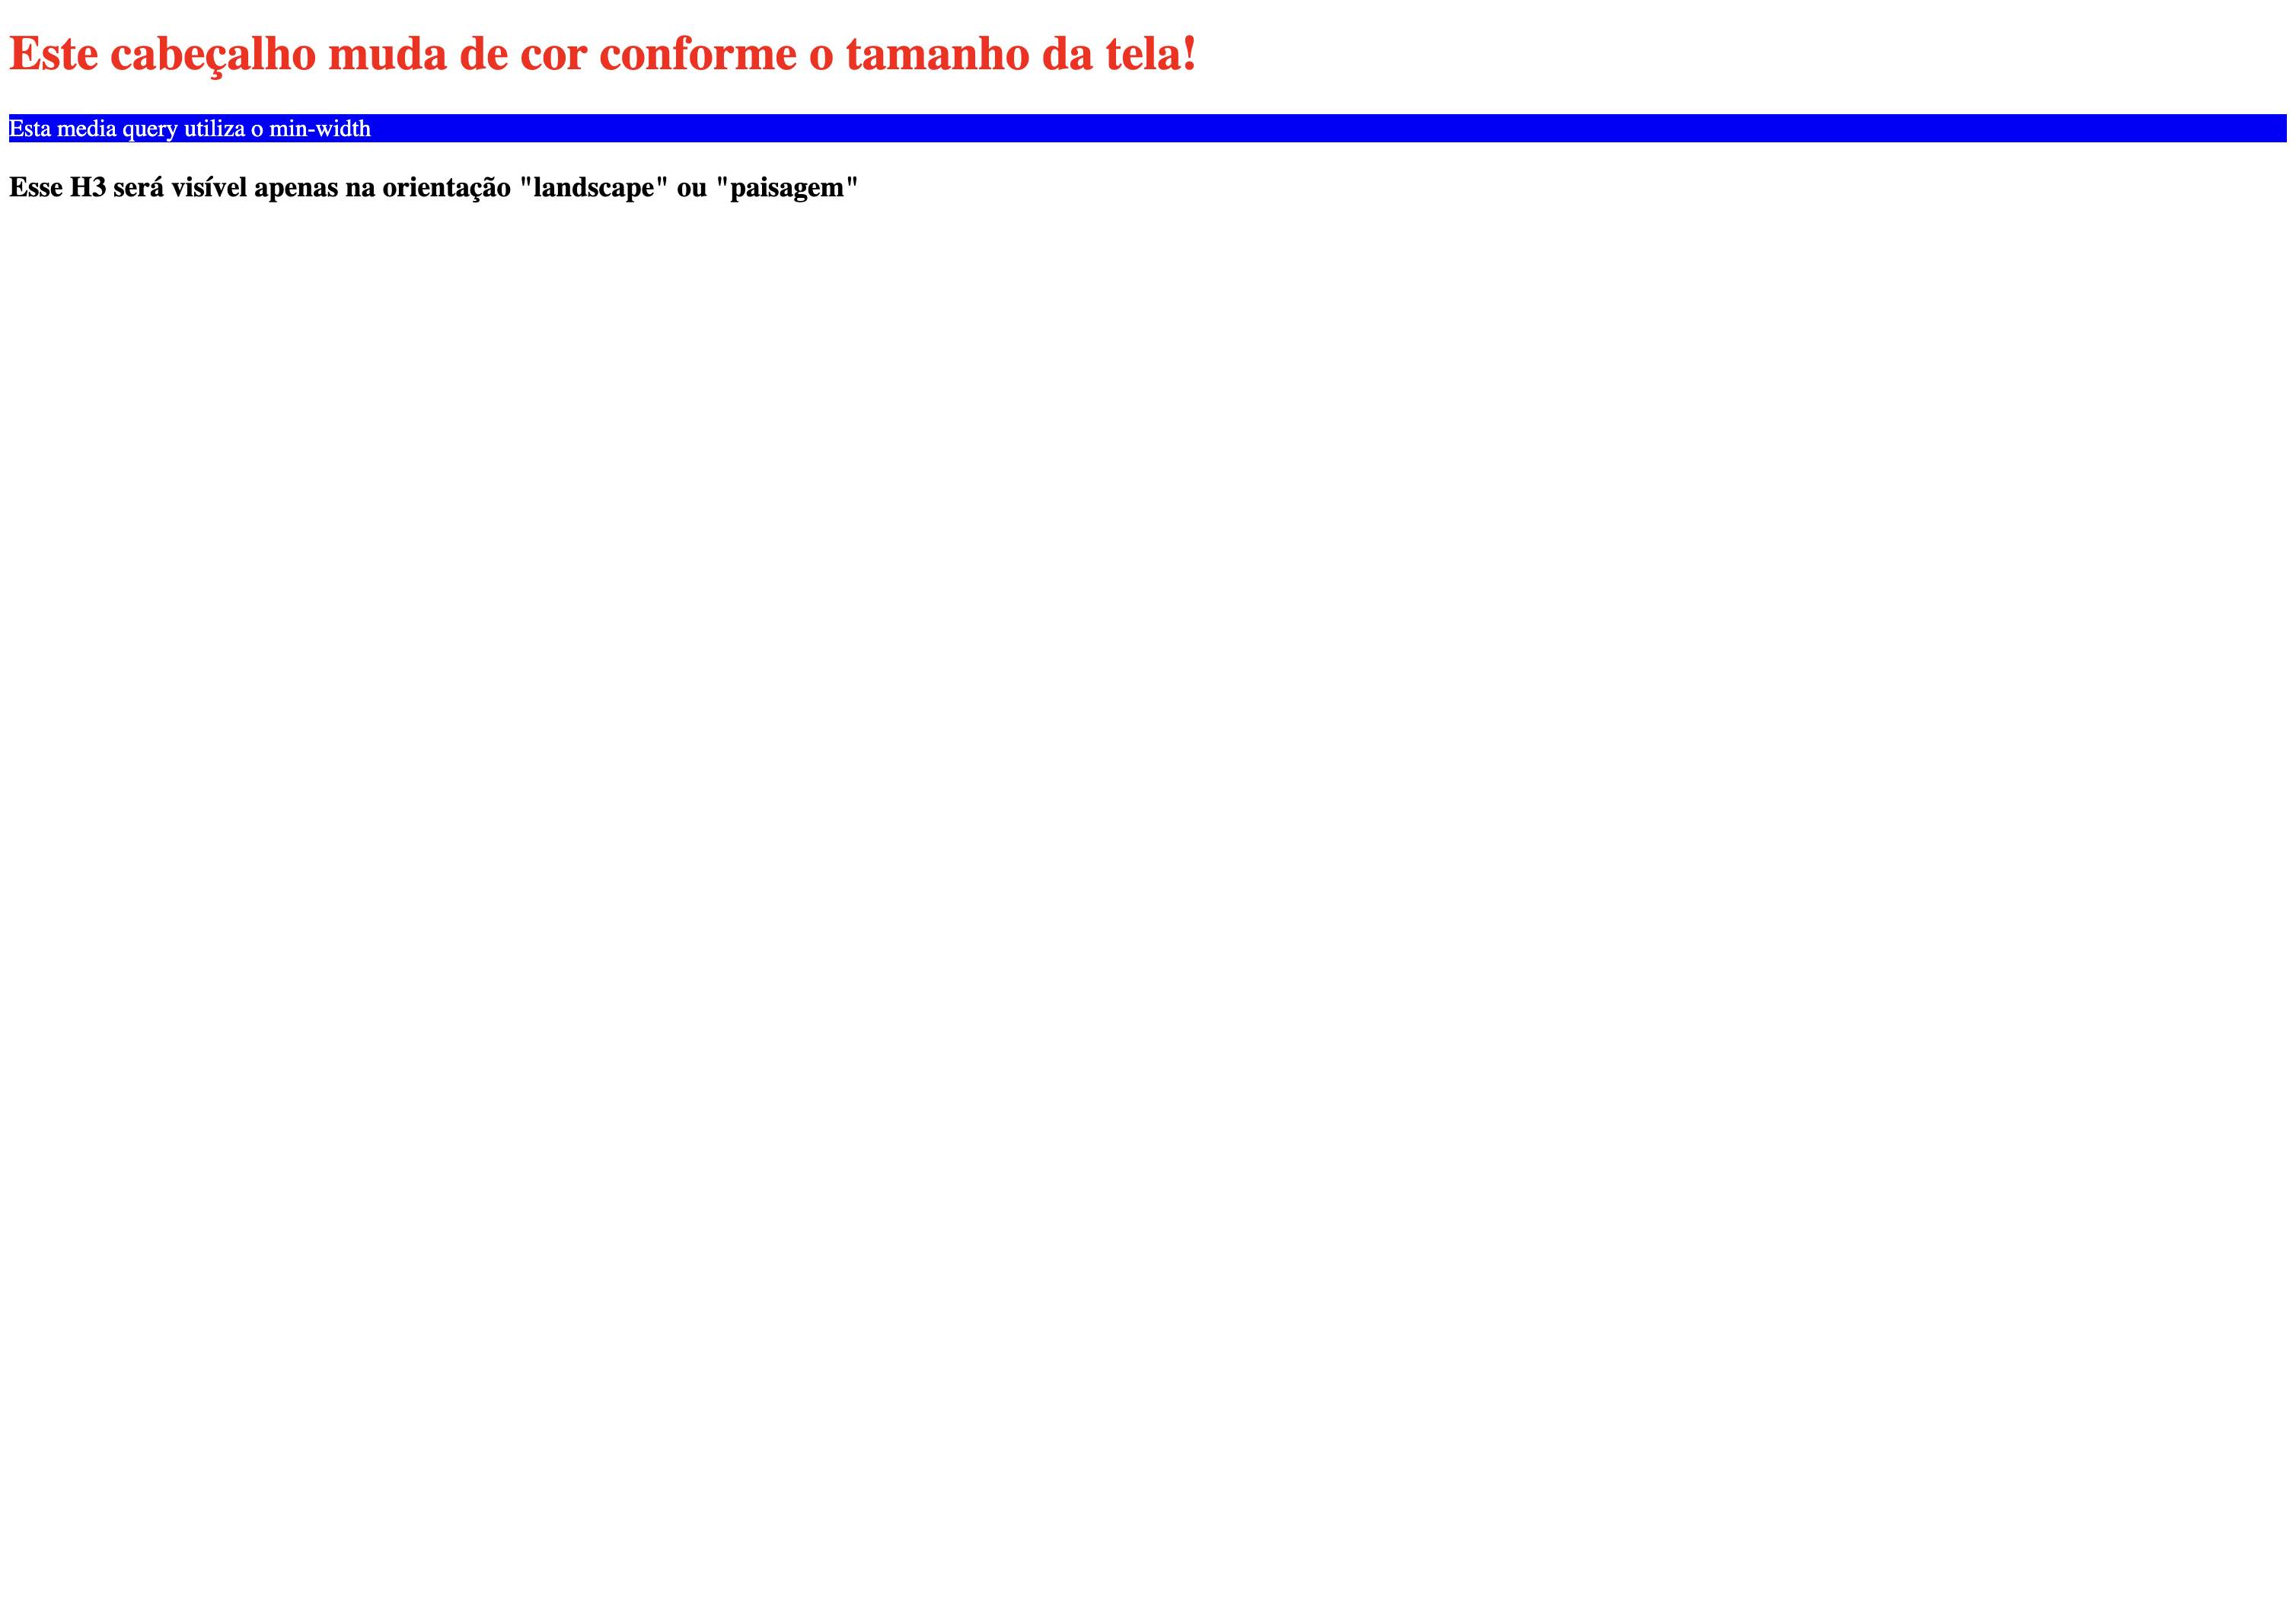 Este cabeçalho muda de cor conforme o tamanho da tela!
Esta media query utiliza o min-width
Esse H3 será visível apenas na orientação "landscape" ou "paisagem"